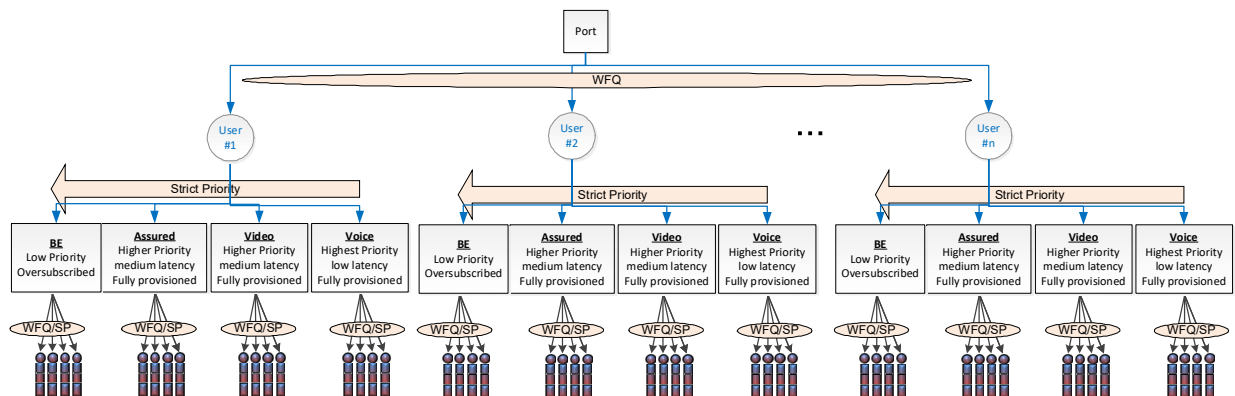 Port
WFQ
User
#1
User
#2
...
User
#n
Strict Priority
Strict Priority
Strict Priority
BE
Low Priority
Oversubscribed
Assured
Higher Priority
medium latency
Fully provisioned
Video
Higher Priority
medium latency
Fully provisioned
Voice
Highest Priority
low latency
Fully provisioned
BE
Low Priority
Oversubscribed
Assured
Higher Priority
medium latency
Fully provisioned
Video
Higher Priority
medium latency
Fully provisioned
Voice
Highest Priority
low latency
Fully provisioned
BE
Low Priority
Oversubscribed
Assured
Higher Priority
medium latency
Fully provisioned
Video
Higher Priority
medium latency
Fully provisioned
Voice
Highest Priority
low latency
Fully provisioned
WFQ/SP
WFQ/SP
WFQ/SP
WFQ/SP
WFQ/SP
WFQ/SP
WFQ/SP
WFQ/SP
WFQ/SP
WFQ/SP
WFQ/SP
WFQ/SP